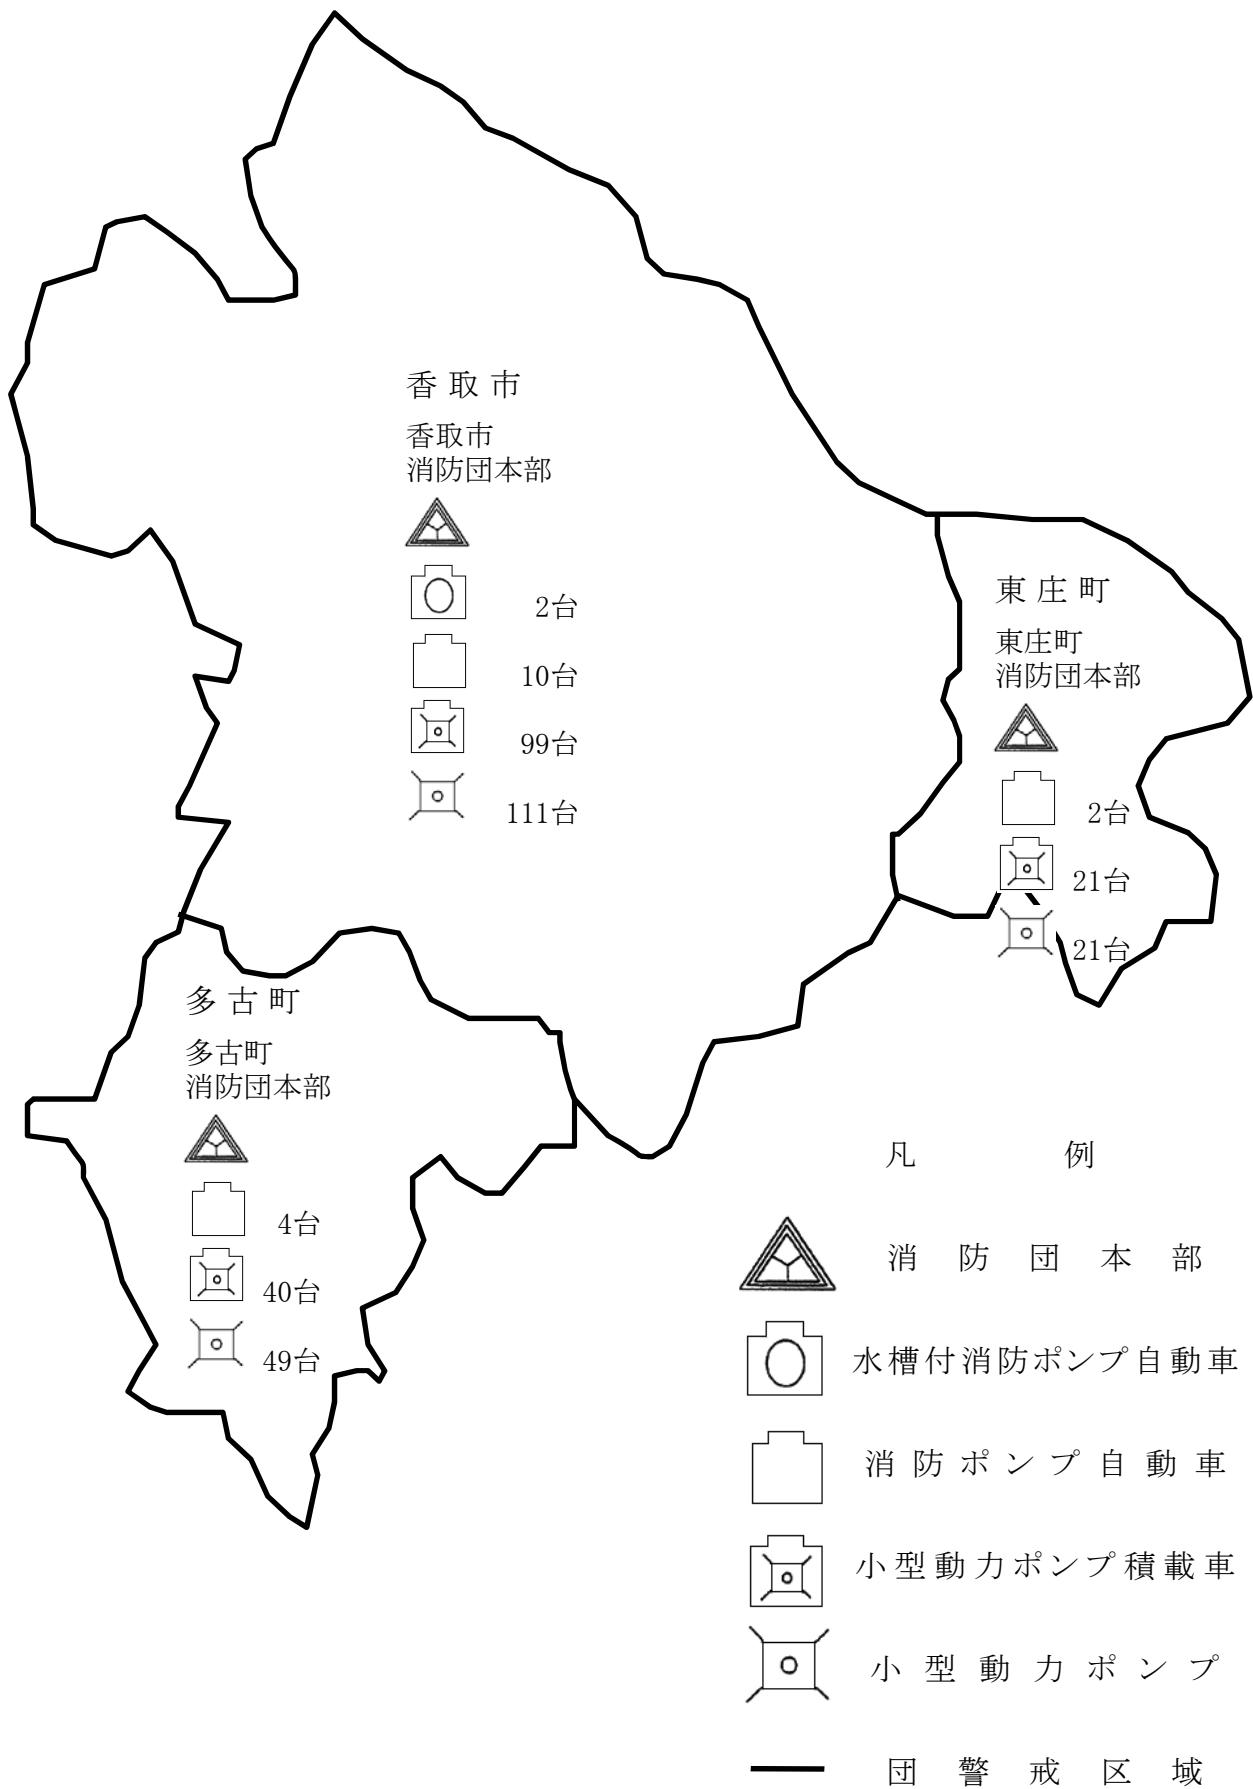 香取市
香取市
消防団本部
2台
10台
99台
111台
東庄町
東庄町
消防団本部
2台
21台
21台
多古町
多古町
消防団本部
4台
40台
49台
凡例
消防団本部
水槽付消防ポンプ自動車
消防ポンプ自動車
小型動力ポンプ積載車
小型動力ポンプ
団警戒区域